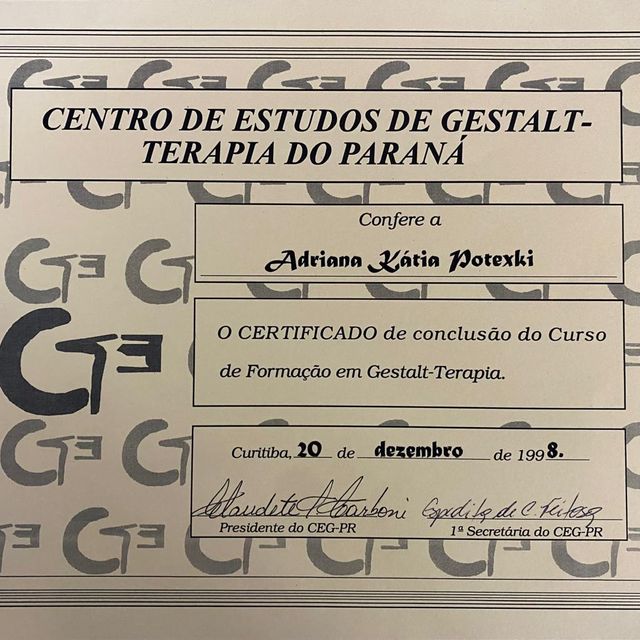 CENTRO DE ESTUDOS DE GESTALT-
TERAPIA DO PARANÁ
Confere a
Adriana Kátia Potexki
O CERTIFICADO de conclusão do Curso
de Formação em Gestalt-Terapia.
Curitiba, 20 de dezembro de 1998.
Presidente do CEG-PR
1ª Secretária do CEG-PR